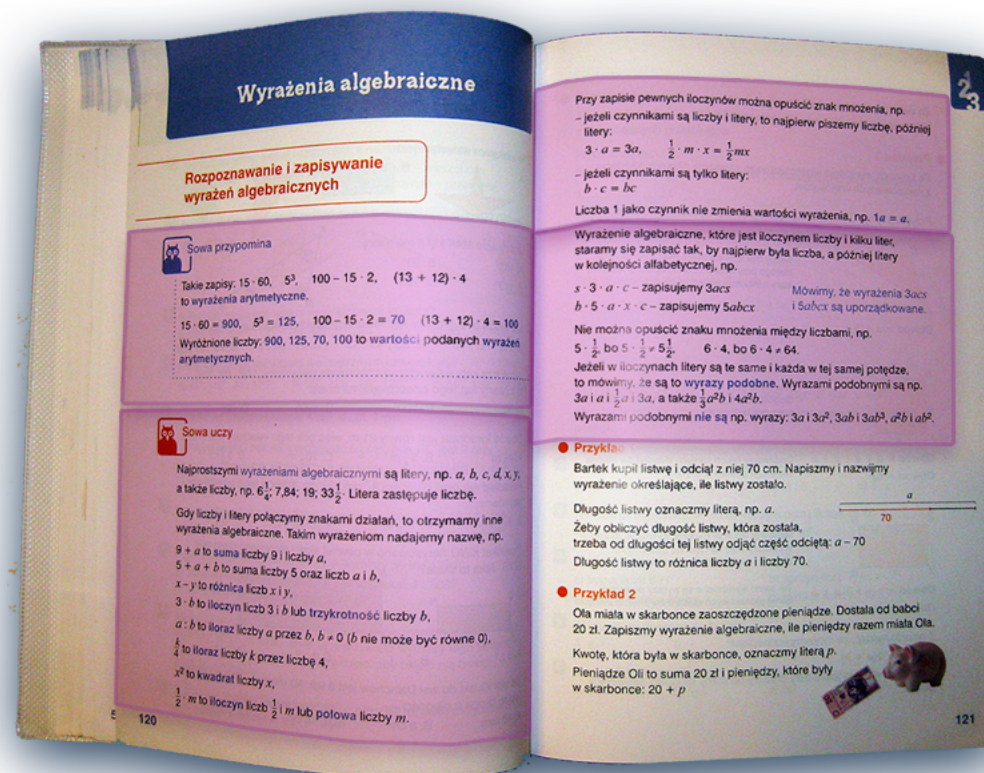 Wyrażenia algebraiczne
Rozpoznawanie i zapisywanie
wyrażeń algebraicznych
Sowa przypomina
Takie zapisy: 15 · 60, 5³, 100 – 15 · 2, (13 + 12) · 4
to wyrażenia arytmetyczne.
15 · 60 = 900, 5³ = 125, 100 – 15 · 2 = 70 (13 + 12) · 4 = 100
Wyróżnione liczby: 900, 125, 70, 100 to wartości podanych wyrażeń
arytmetycznych.
Sowa uczy
Najprostszymi wyrażeniami algebraicznymi są litery, np. a, b, c, d, x, y,
a także liczby, np. 6 1/4; 7,84; 19; 33 1/2. Litera zastępuje liczbę.
Gdy liczby i litery połączymy znakami działań, to otrzymamy inne
wyrażenia algebraiczne. Takim wyrażeniom nadajemy nazwę, np.
9 + a to suma liczby 9 i liczby a,
5 + a + b to suma liczby 5 oraz liczb a i b,
x – y to różnica liczb x i y,
3 · b to iloczyn liczb 3 i b lub trzykrotność liczby b,
a : b to iloraz liczby a przez b, b ≠ 0 (b nie może być równe 0),
k/4 to iloraz liczby k przez liczbę 4,
x² to kwadrat liczby x,
1/2 · m to iloczyn liczb 1/2 i m lub połowa liczby m.
120
2
3
Przy zapisie pewnych iloczynów można opuścić znak mnożenia, np.
– jeżeli czynnikami są liczby i litery, to najpierw piszemy liczbę, później
litery:
3 · a = 3a, 1/2 · m · x = 1/2mx
– jeżeli czynnikami są tylko litery:
b · c = bc
Liczba 1 jako czynnik nie zmienia wartości wyrażenia, np. 1a = a.
Wyrażenie algebraiczne, które jest iloczynem liczby i kilku liter,
staramy się zapisać tak, by najpierw była liczba, a później litery
w kolejności alfabetycznej, np.
s · 3 · a · c – zapisujemy 3acs Mówimy, że wyrażenia 3acs
b · 5 · a · x · c – zapisujemy 5abcx i 5abcx są uporządkowane.
Nie można opuścić znaku mnożenia między liczbami, np.
5 · 1/2, bo 5 · 1/2 ≠ 5 1/2, 6 · 4, bo 6 · 4 ≠ 64.
Jeżeli w iloczynach litery są te same i każda w tej samej potędze,
to mówimy, że są to wyrazy podobne. Wyrazami podobnymi są np.
3a i a i 1/2a i 3a, a także 1/3a²b i 4a²b.
Wyrazami podobnymi nie są np. wyrazy: 3a i 3a², 3ab i 3ab³, a²b i ab².
Przykład
Bartek kupił listwę i odciął z niej 70 cm. Napiszmy i nazwijmy
wyrażenie określające, ile listwy zostało.
Długość listwy oznaczmy literą, np. a.
Żeby obliczyć długość listwy, która została,
trzeba od długości tej listwy odjąć część odciętą: a – 70
Długość listwy to różnica liczby a i liczby 70.
a
70
Przykład 2
Ola miała w skarbonce zaoszczędzone pieniądze. Dostała od babci
20 zł. Zapiszmy wyrażenie algebraiczne, ile pieniędzy razem miała Ola.
Kwotę, która była w skarbonce, oznaczmy literą p.
Pieniądze Oli to suma 20 zł i pieniędzy, które były
w skarbonce: 20 + p
121